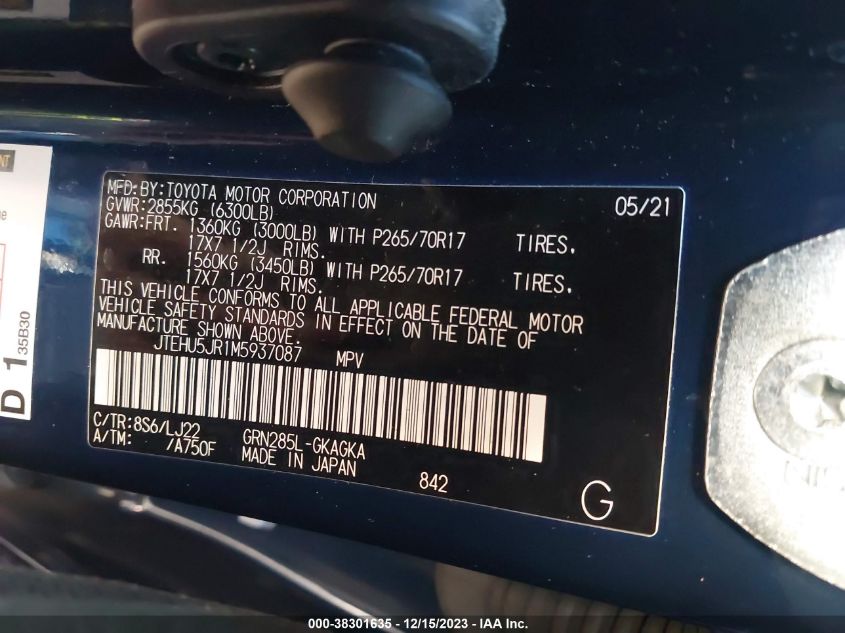 MFD.BY:TOYOTA MOTOR CORPORATION 05/21
GVWR:2855KG (6300LB)
GAWR:FRT. 1360KG (3000LB) WITH P265/70R17 TIRES.
17X7 1/2J RIMS.
RR. 1560KG (3450LB) WITH P265/70R17 TIRES.
17X7 1/2J RIMS.
THIS VEHICLE CONFORMS TO ALL APPLICABLE FEDERAL MOTOR
VEHICLE SAFETY STANDARDS IN EFFECT ON THE DATE OF
MANUFACTURE SHOWN ABOVE.
JTEHU5JR1M5937087 MPV
C/TR:8S6/LJ22 GRN285L-GKAGKA
A/TM: /A750F MADE IN JAPAN 842
G
D 1
35B30
000-38301635 - 12/15/2023 - IAA Inc.